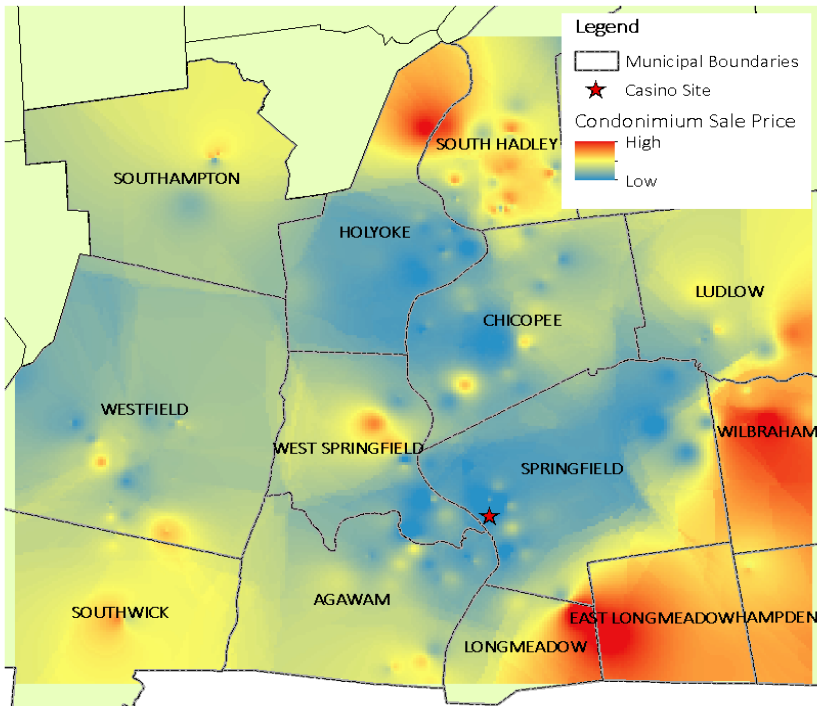 Legend
Municipal Boundaries
Casino Site
Condonimium Sale Price
High
Low
SOUTH HADLEY
SOUTHAMPTON
HOLYOKE
LUDLOW
CHICOPEE
WESTFIELD
WILBRAHAM
WEST SPRINGFIELD
SPRINGFIELD
AGAWAM
SOUTHWICK
EAST LONGMEADOW
HAMPDEN
LONGMEADOW